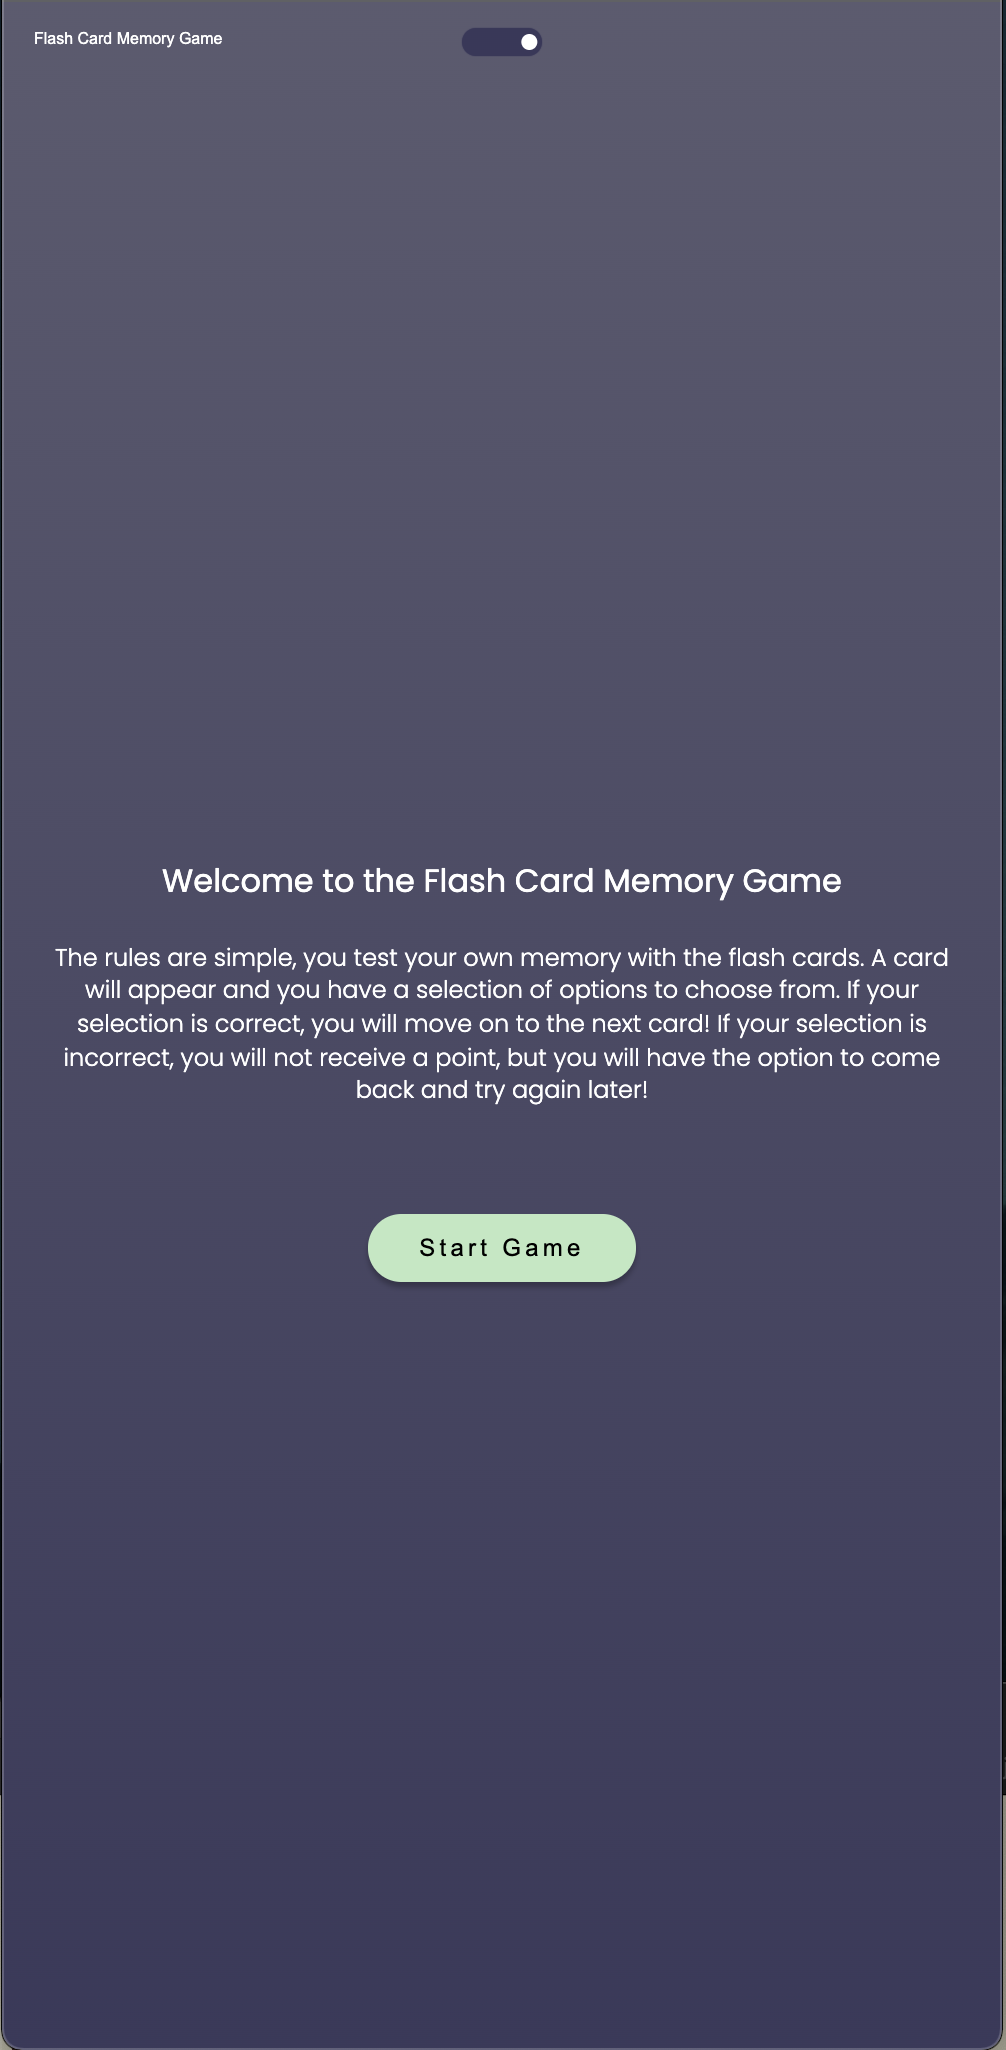 Flash Card Memory Game
Welcome to the Flash Card Memory Game
The rules are simple, you test your own memory with the flash cards. A card
will appear and you have a selection of options to choose from. If your
selection is correct, you will move on to the next card! If your selection is
incorrect, you will not receive a point, but you will have the option to come
back and try again later!
Start Game